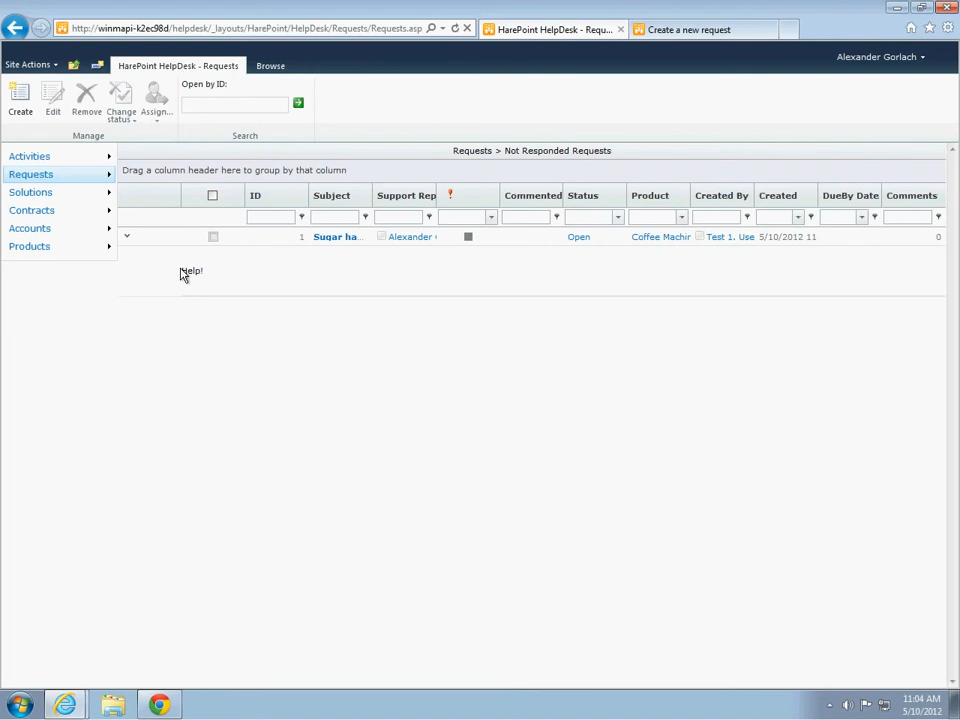 http://winmapi-k2ec98d/helpdesk/_layouts/HarePoint/HelpDesk/Requests/Requests.asp
HarePoint HelpDesk - Requ...
Create a new request
Site Actions
HarePoint HelpDesk - Requests
Browse
Alexander Gorlach
Open by ID:
Create
Edit
Remove
Change status
Assign...
Manage
Search
Activities
Requests
Solutions
Contracts
Accounts
Products
Requests > Not Responded Requests
Drag a column header here to group by that column
ID Subject Support Rep Commented Status Product Created By Created DueBy Date Comments
1 Sugar ha... Alexander Open Coffee Machir Test 1. Use 5/10/2012 11 0
Help!
11:04 AM
5/10/2012